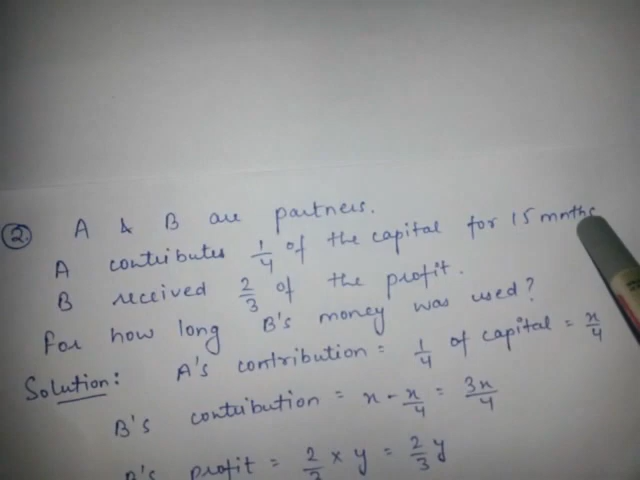 ② A & B are partners.
A contributes 1/4 of the capital for 15 mnths
B received 2/3 of the profit.
For how long B's money was used?
Solution: A's contribution = 1/4 of capital = x/4
B's contribution = x - x/4 = 3x/4
B's profit = 2/3 × y = 2/3 y